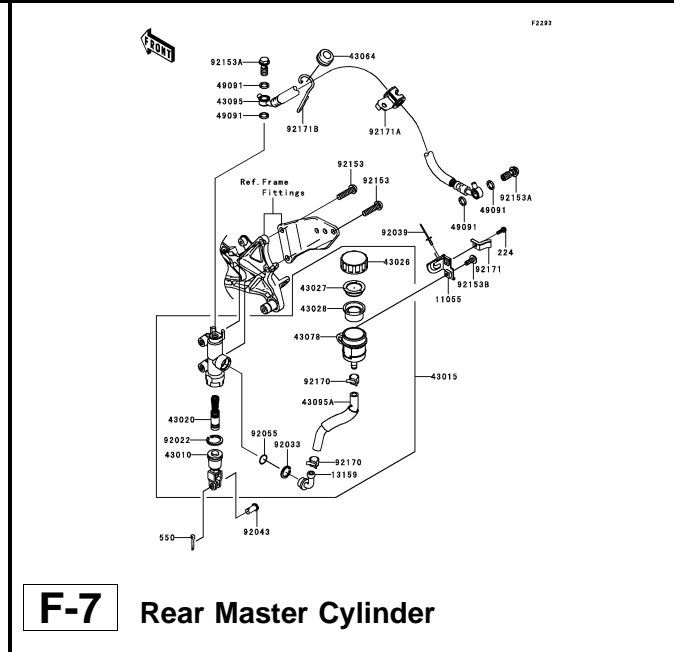 F2293
FRONT
43064
92153A
49091
43095
49091
92171B
92171A
92153
92153
Ref.Frame
Fittings
92153A
49091
49091
92039
224
92171
92153B
11055
43026
43027
43028
43078
92170
43015
43095A
43020
92022
43010
92055
92033
92170
13159
550
92043
F-7 Rear Master Cylinder